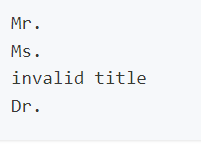 Mr.
Ms.
invalid title
Dr.